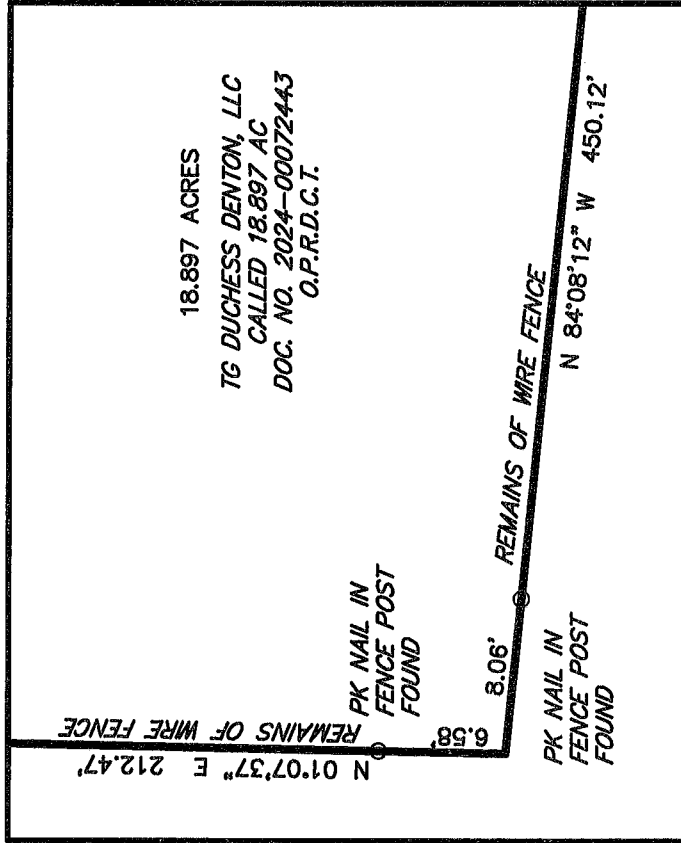 18.897 ACRES
TG DUCHESS DENTON, LLC
CALLED 18.897 AC
DOC. NO. 2024-00072443
O.P.R.D.C.T.
REMAINS OF WIRE FENCE
N 01°07'37" E 212.47'
PK NAIL IN
FENCE POST
FOUND
6.58'
8.06'
REMAINS OF WIRE FENCE
N 84°08'12" W 450.12'
PK NAIL IN
FENCE POST
FOUND